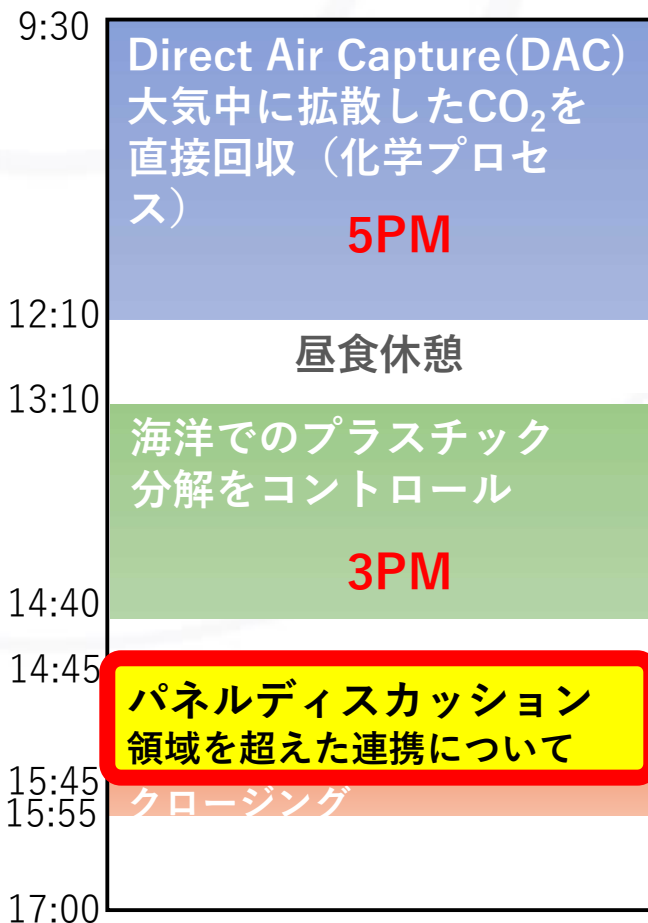 9:30
Direct Air Capture(DAC)
大気中に拡散したCO₂を
直接回収（化学プロセ
ス）
5PM
12:10
昼食休憩
13:10
海洋でのプラスチック
分解をコントロール
3PM
14:40
14:45
パネルディスカッション
領域を超えた連携について
15:45
クロージング
15:55
17:00